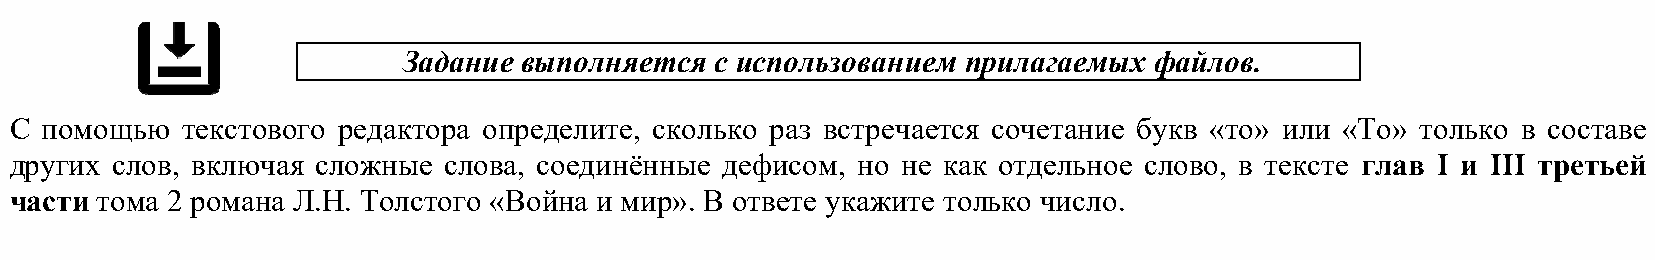 Задание выполняется с использованием прилагаемых файлов.
С помощью текстового редактора определите, сколько раз встречается сочетание букв «то» или «То» только в составе
других слов, включая сложные слова, соединённые дефисом, но не как отдельное слово, в тексте глав I и III третьей
части тома 2 романа Л.Н. Толстого «Война и мир». В ответе укажите только число.